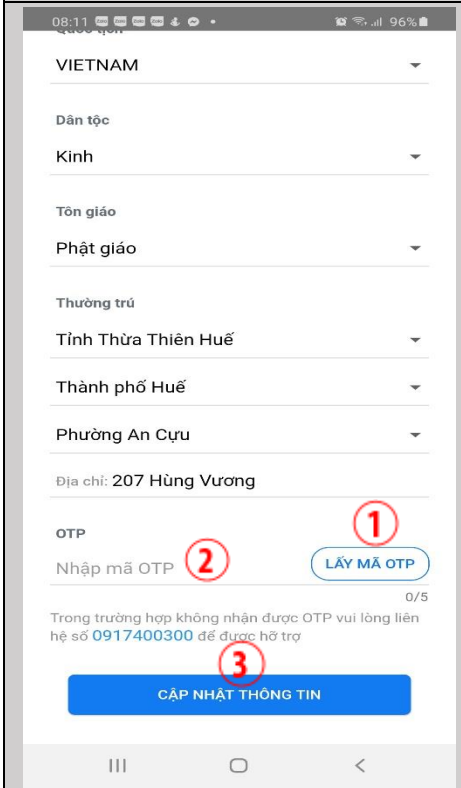 08:11 96%
Quốc tịch
VIETNAM
Dân tộc
Kinh
Tôn giáo
Phật giáo
Thường trú
Tỉnh Thừa Thiên Huế
Thành phố Huế
Phường An Cựu
Địa chỉ: 207 Hùng Vương
OTP
1
Nhập mã OTP 2 LẤY MÃ OTP
0/5
Trong trường hợp không nhận được OTP vui lòng liên
hệ số 0917400300 để được hỡ trợ
3
CẬP NHẬT THÔNG TIN